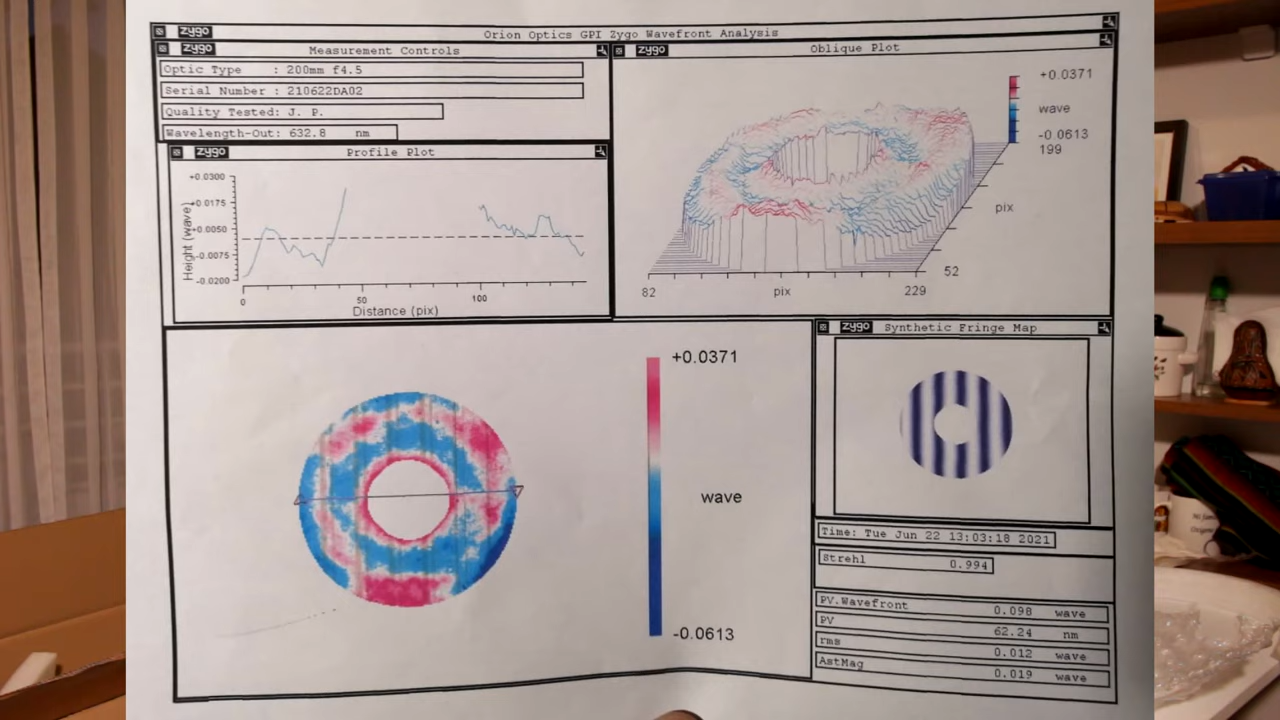 zygo
Orion Optics GPI Zygo Wavefront Analysis
zygo Measurement Controls
Optic Type : 200mm f4.5
Serial Number : 210622DA02
Quality Tested: J. P.
Wavelength-Out: 632.8 nm
zygo Profile Plot
+0.0300
+0.0175
+0.0050
-0.0075
-0.0200
Height (wave)
0 50 100
Distance (pix)
zygo Oblique Plot
+0.0371
wave
-0.0613
199
pix
52
82 pix 229
+0.0371
wave
-0.0613
zygo Synthetic Fringe Map
Time: Tue Jun 22 13:03:18 2021
Strehl 0.994
PV.Wavefront 0.098 wave
PV 62.24 nm
rms 0.012 wave
AstMag 0.019 wave